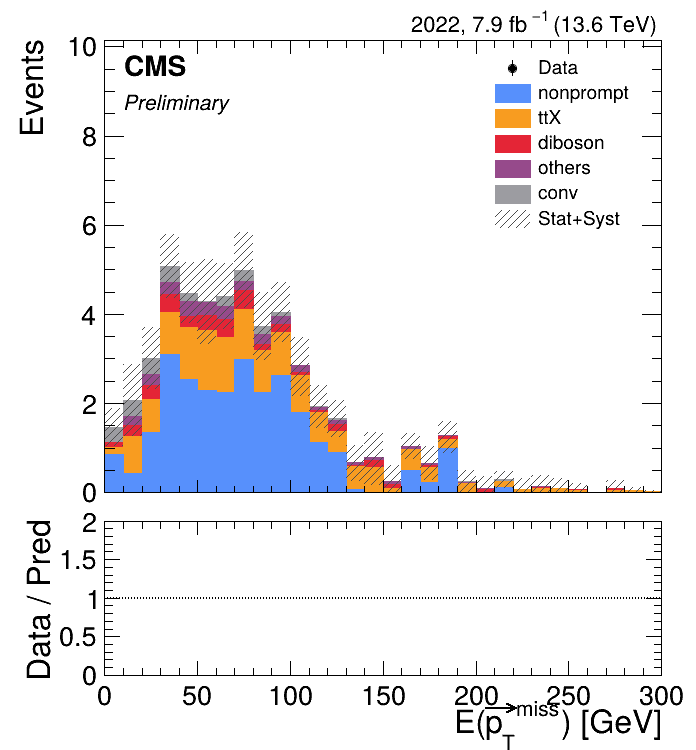 2022, 7.9 fb⁻¹ (13.6 TeV)
CMS
Preliminary
Data
nonprompt
ttX
diboson
others
conv
Stat+Syst
Events
10
8
6
4
2
0
Data / Pred
2
1.5
1
0.5
0
0 50 100 150 200 250 300
E(p⃗_T^miss) [GeV]